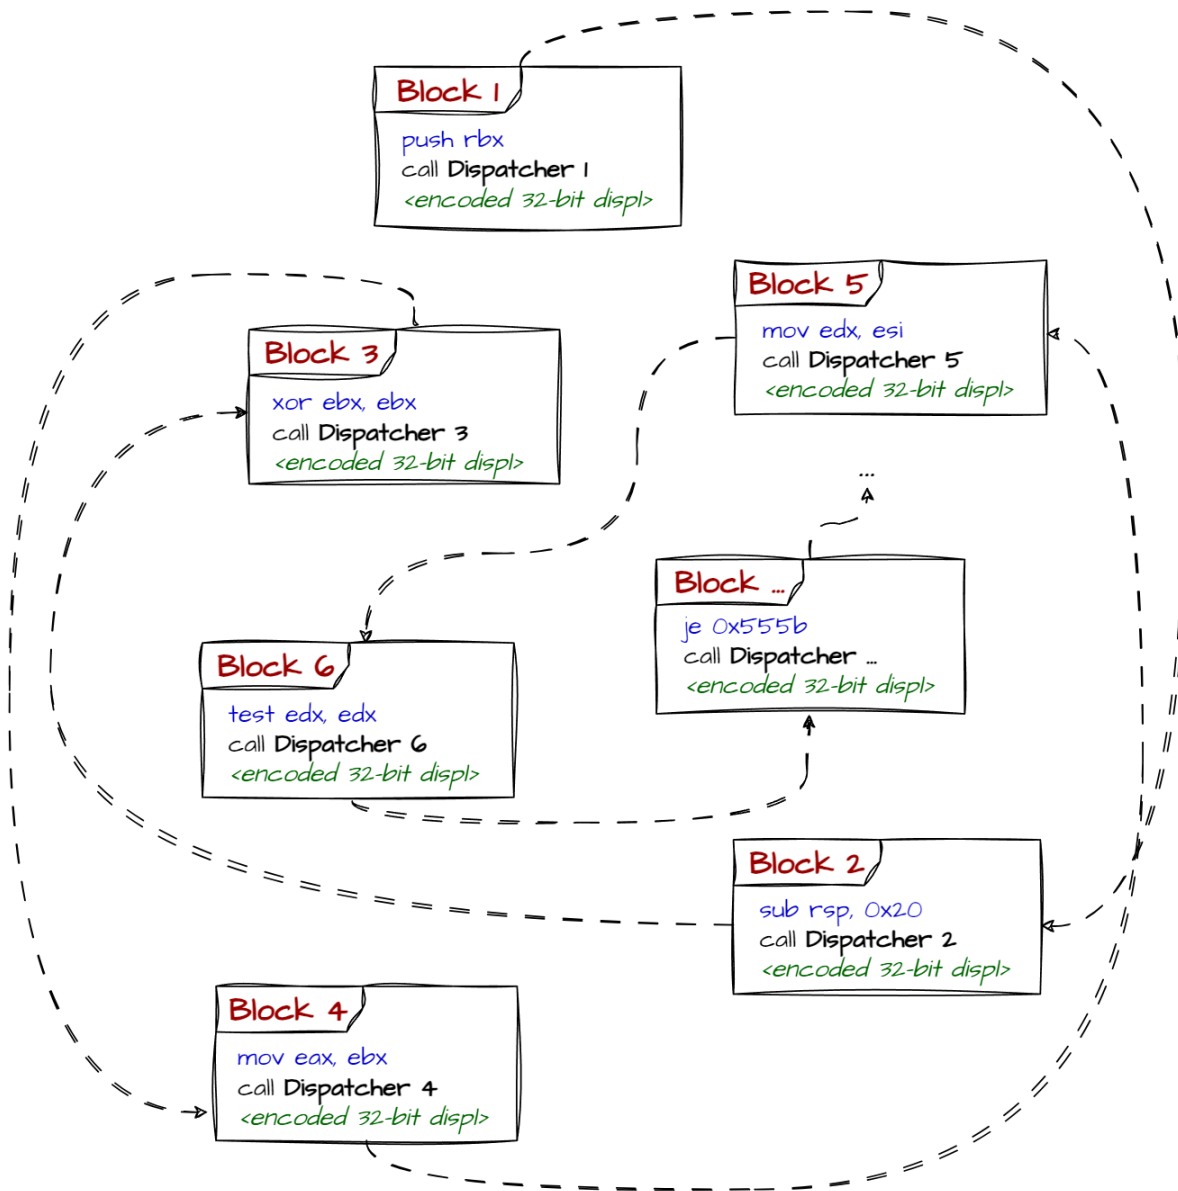 Block 1
push rbx
call Dispatcher 1
<encoded 32-bit displ>
Block 5
mov edx, esi
call Dispatcher 5
<encoded 32-bit displ>
Block 3
xor ebx, ebx
call Dispatcher 3
<encoded 32-bit displ>
...
Block ...
je 0x555b
call Dispatcher ...
<encoded 32-bit displ>
Block 6
test edx, edx
call Dispatcher 6
<encoded 32-bit displ>
Block 2
sub rsp, 0x20
call Dispatcher 2
<encoded 32-bit displ>
Block 4
mov eax, ebx
call Dispatcher 4
<encoded 32-bit displ>